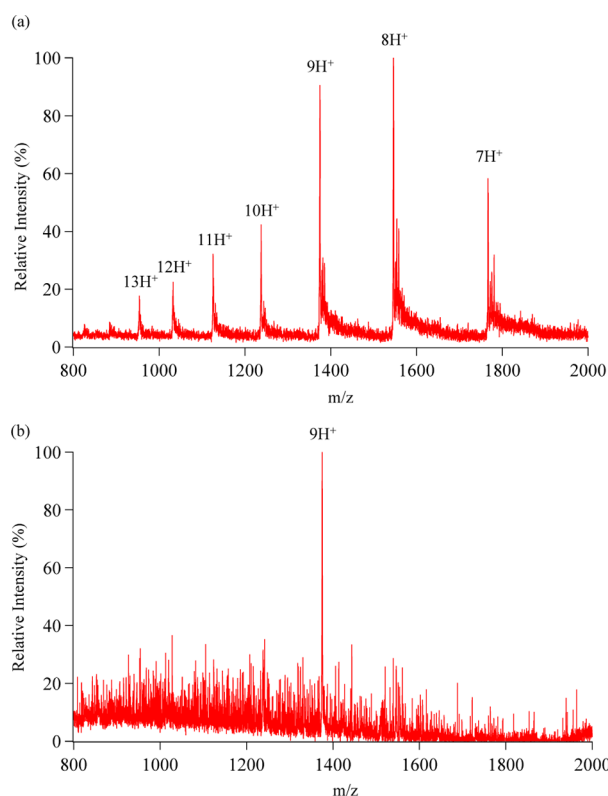 (a)
8H⁺
100
9H⁺
80
7H⁺
60
10H⁺
40
11H⁺
12H⁺
13H⁺
20
0
Relative Intensity (%)
800 1000 1200 1400 1600 1800 2000
m/z
(b)
9H⁺
100
80
60
40
20
0
Relative Intensity (%)
800 1000 1200 1400 1600 1800 2000
m/z